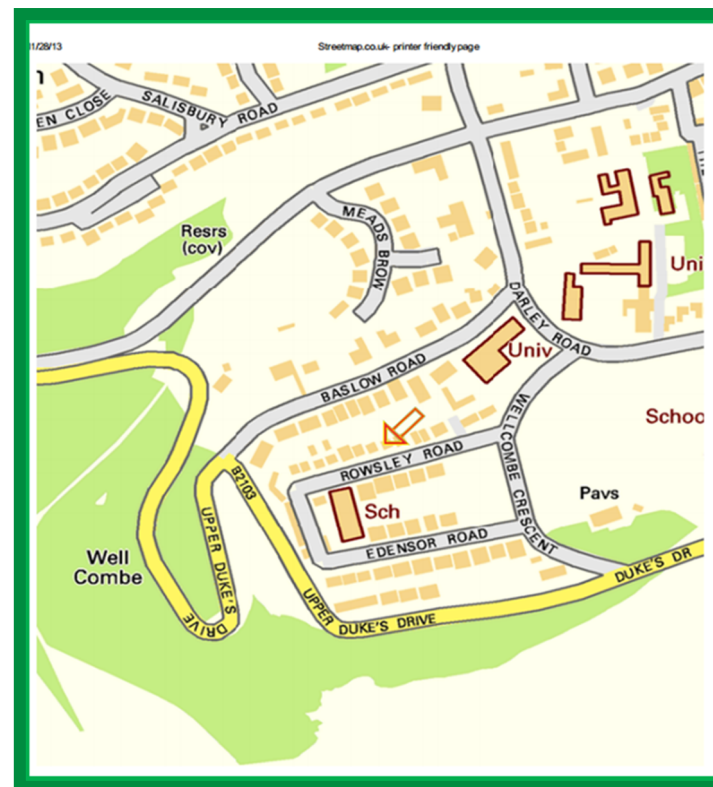 1/28/13
Streetmap.co.uk- printer friendly page
EN CLOSE
SALISBURY ROAD
Resrs
(cov)
MEADS BROW
Uni
DARLEY ROAD
Univ
BASLOW ROAD
Schoo
WELLCOMBE CRESCENT
ROWSLEY ROAD
B2103
Pavs
Sch
UPPER DUKE'S DRIVE
EDENSOR ROAD
Well
Combe
DUKE'S DR
UPPER DUKE'S DRIVE